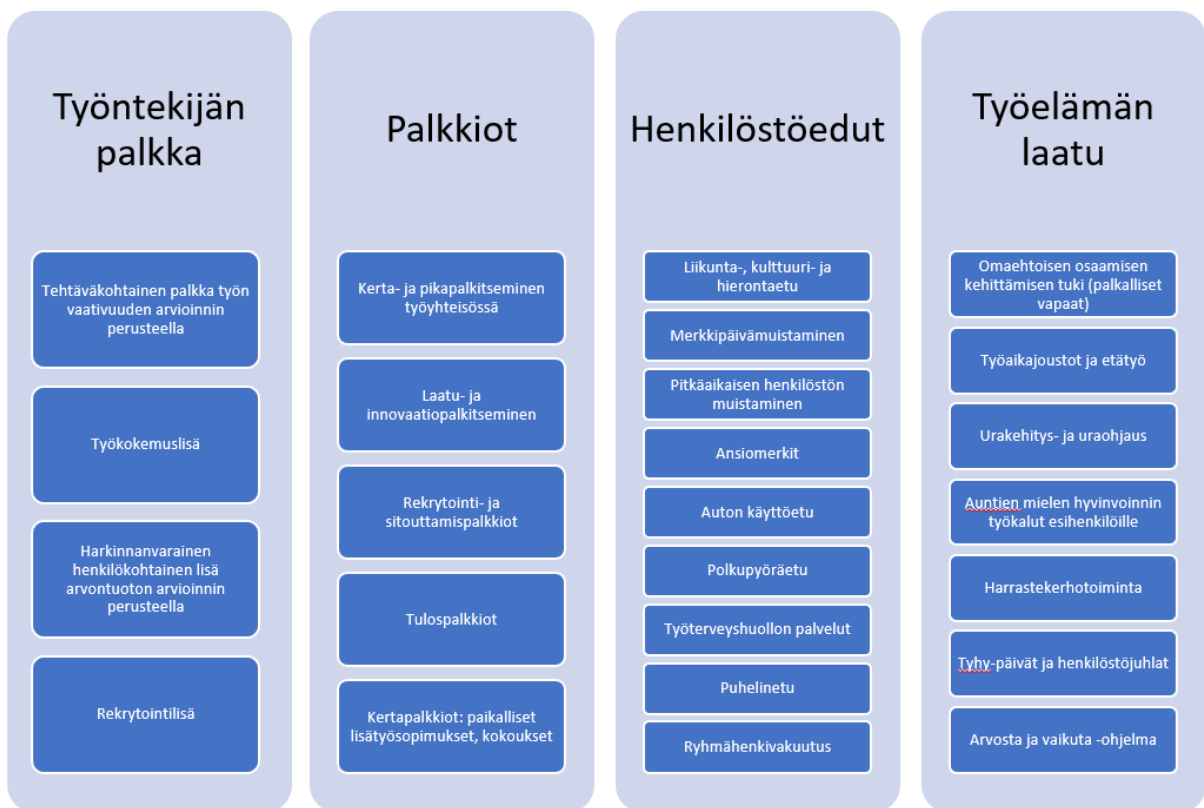 Työntekijän
palkka
Tehtäväkohtainen palkka työn
vaativuuden arvioinnin
perusteella
Työkokemuslisä
Harkinnanvarainen
henkilökohtainen lisä
arvontuoton arvioinnin
perusteella
Rekrytointilisä
Palkkiot
Kerta- ja pikapalkitseminen
työyhteisössä
Laatu- ja
innovaatiopalkitseminen
Rekrytointi- ja
sitouttamispalkkiot
Tulospalkkiot
Kertapalkkiot: paikalliset
lisätyösopimukset, kokoukset
Henkilöstöedut
Liikunta-, kulttuuri- ja
hierontaetu
Merkkipäivämuistaminen
Pitkäaikaisen henkilöstön
muistaminen
Ansiomerkit
Auton käyttöetu
Polkupyöräetu
Työterveyshuollon palvelut
Puhelinetu
Ryhmähenkivakuutus
Työelämän
laatu
Omaehtoisen osaamisen
kehittämisen tuki (palkalliset
vapaat)
Työaikajoustot ja etätyö
Urakehitys- ja uraohjaus
Auntien mielen hyvinvoinnin
työkalut esihenkilöille
Harrastekerhotoiminta
Tyhy-päivät ja henkilöstöjuhlat
Arvosta ja vaikuta -ohjelma